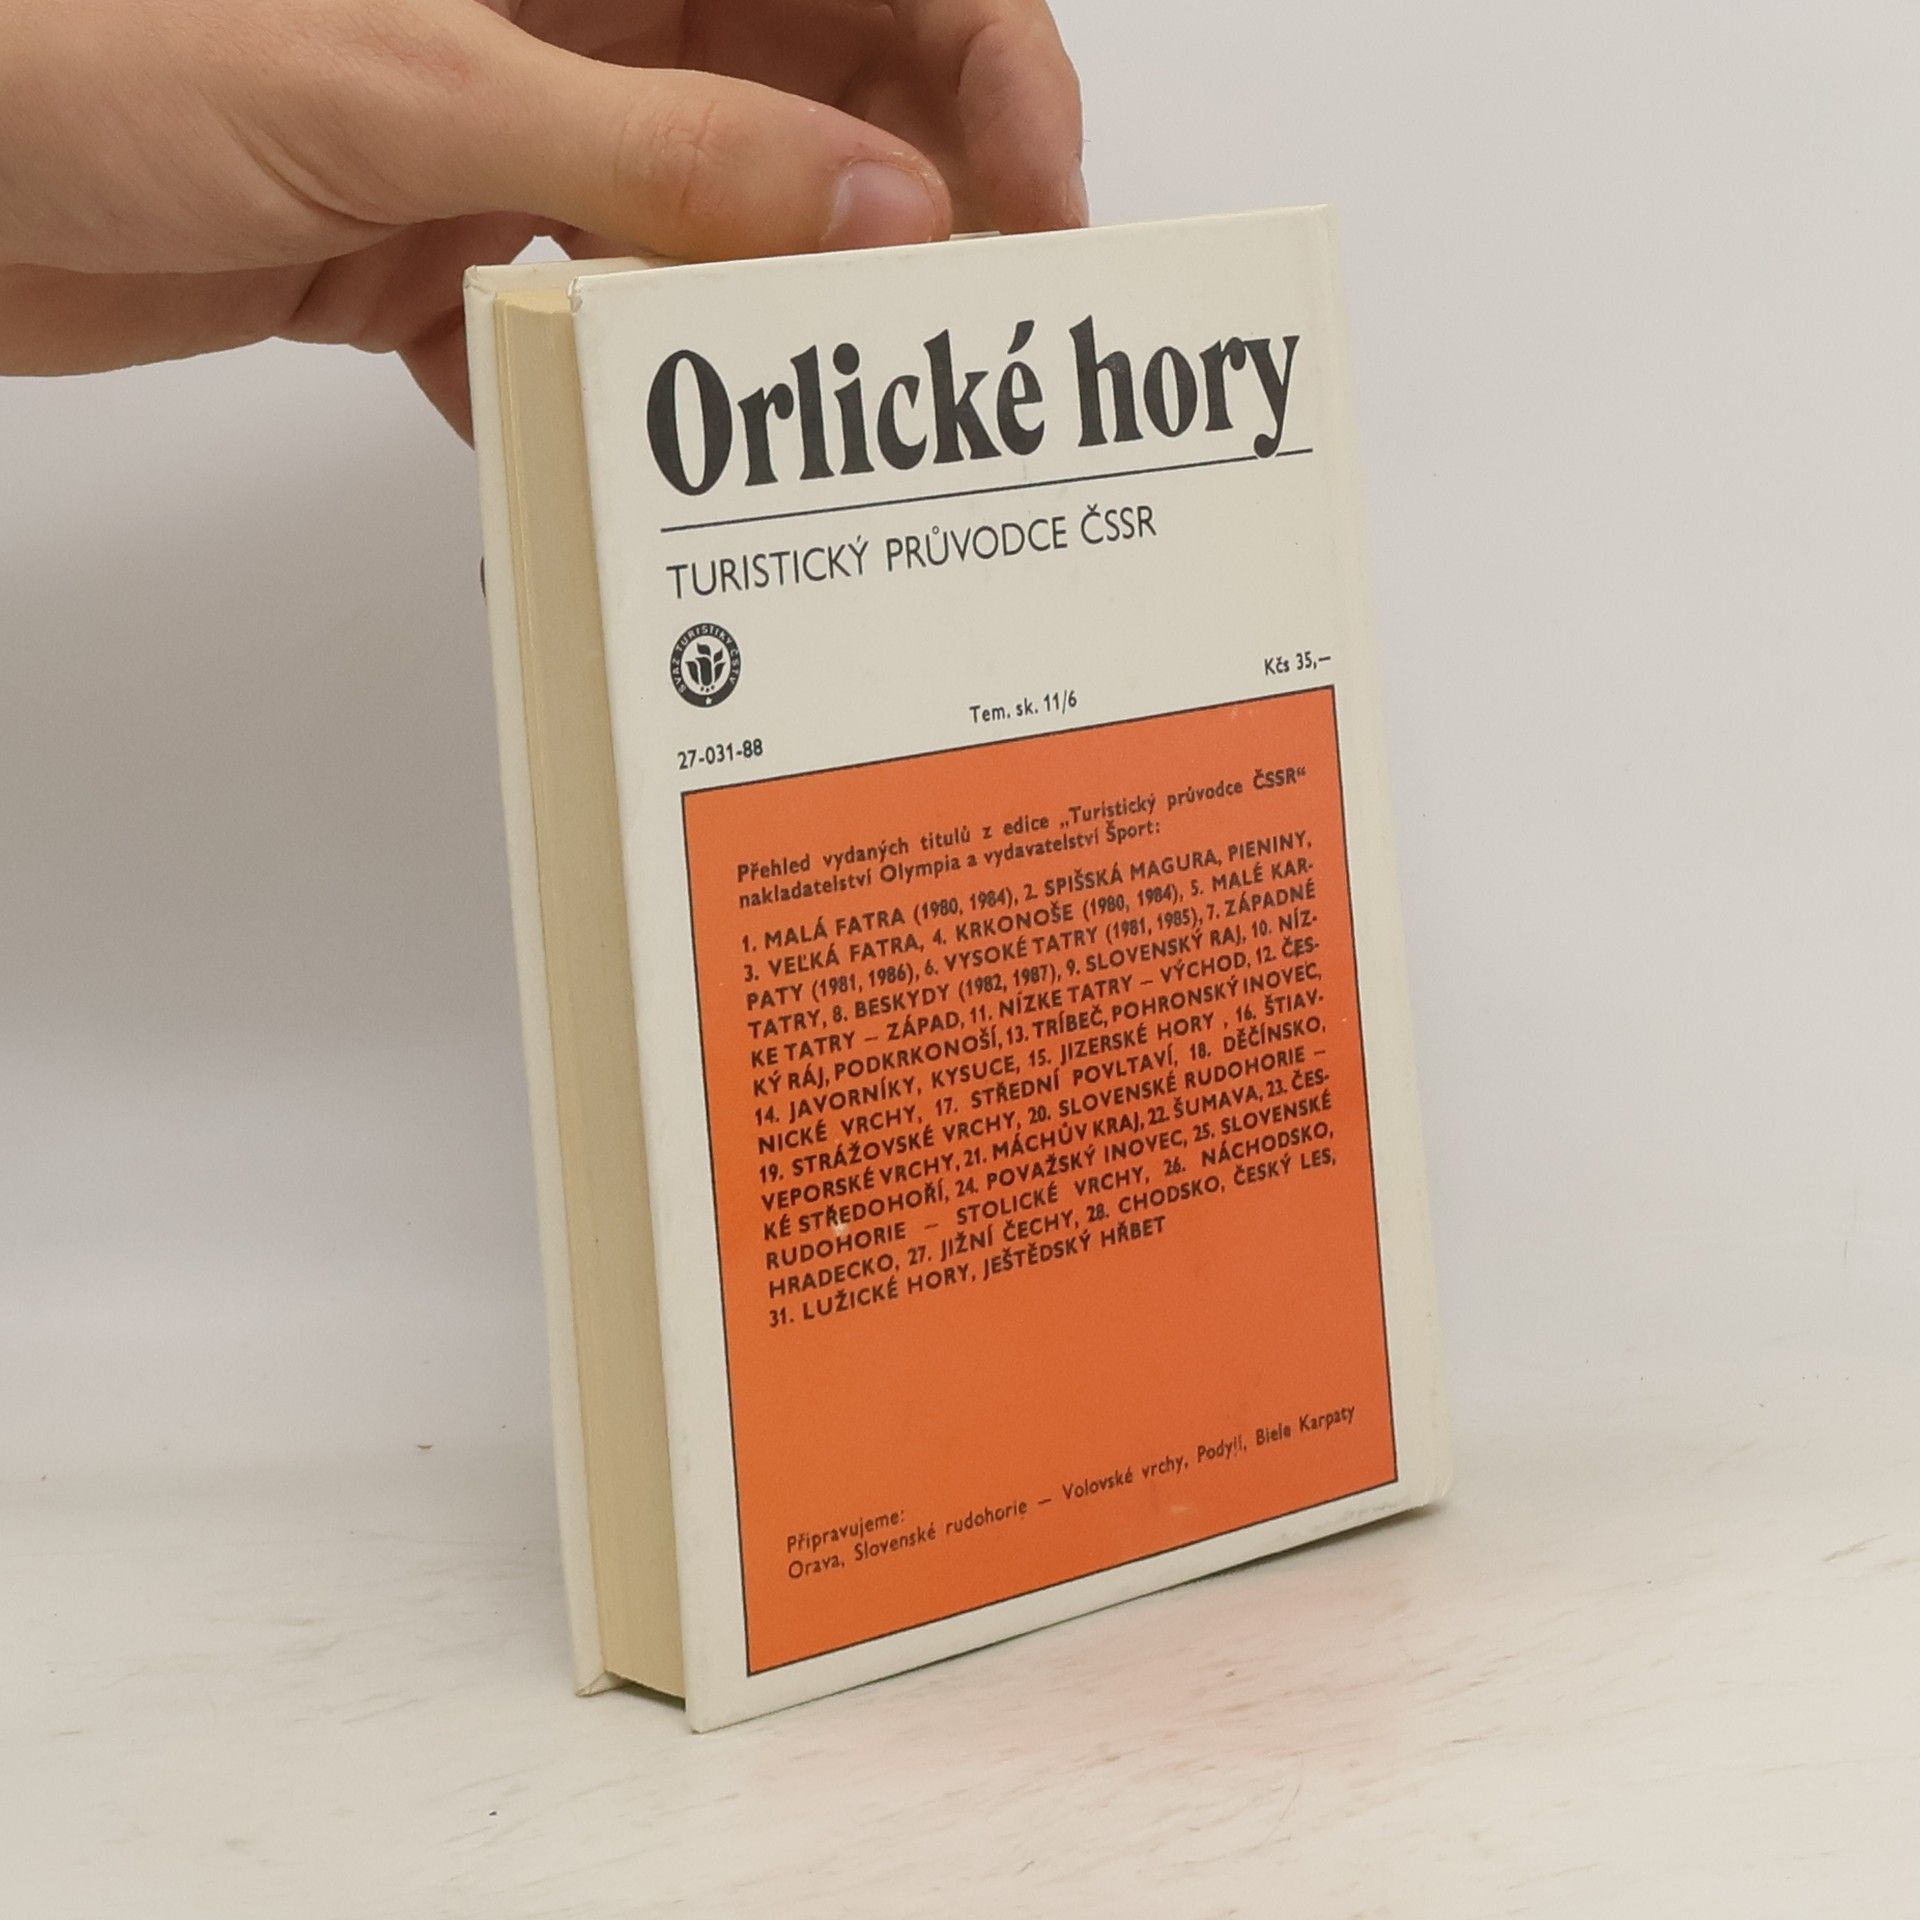 Orlické hory
TURISTICKÝ PRŮVODCE ČSSR
SVAZ TURISTIKY ČSTV
Kčs 35,—
Tem. sk. 11/6
27-031-88
Přehled vydaných titulů z edice „Turistický průvodce ČSSR“
nakladatelství Olympia a vydavatelství Šport:
1. MALÁ FATRA (1980, 1984), 2. SPIŠSKÁ MAGURA, PIENINY,
3. VEĽKÁ FATRA, 4. KRKONOŠE (1980, 1984), 5. MALÉ KAR-
PATY (1981, 1986), 6. VYSOKÉ TATRY (1981, 1985), 7. ZÁPADNÉ
TATRY, 8. BESKYDY (1982, 1987), 9. SLOVENSKÝ RAJ, 10. NÍZ-
KE TATRY — ZÁPAD, 11. NÍZKE TATRY — VÝCHOD, 12. ČES-
KÝ RÁJ, PODKRKONOŠÍ, 13. TRÍBEČ, POHRONSKÝ INOVEC,
14. JAVORNÍKY, KYSUCE, 15. JIZERSKÉ HORY , 16. ŠTIAV-
NICKÉ VRCHY, 17. STŘEDNÍ POVLTAVÍ, 18. DĚČÍNSKO,
19. STRÁŽOVSKÉ VRCHY, 20. SLOVENSKÉ RUDOHORIE —
VEPORSKÉ VRCHY, 21. MÁCHŮV KRAJ, 22. ŠUMAVA, 23. ČES-
KÉ STŘEDOHOŘÍ, 24. POVAŽSKÝ INOVEC, 25. SLOVENSKÉ
RUDOHORIE — STOLICKÉ VRCHY, 26. NÁCHODSKO,
HRADECKO, 27. JIŽNÍ ČECHY, 28. CHODSKO, ČESKÝ LES,
31. LUŽICKÉ HORY, JEŠTĚDSKÝ HŘBET
Připravujeme:
Orava, Slovenské rudohorie — Volovské vrchy, Podyjí, Biele Karpaty